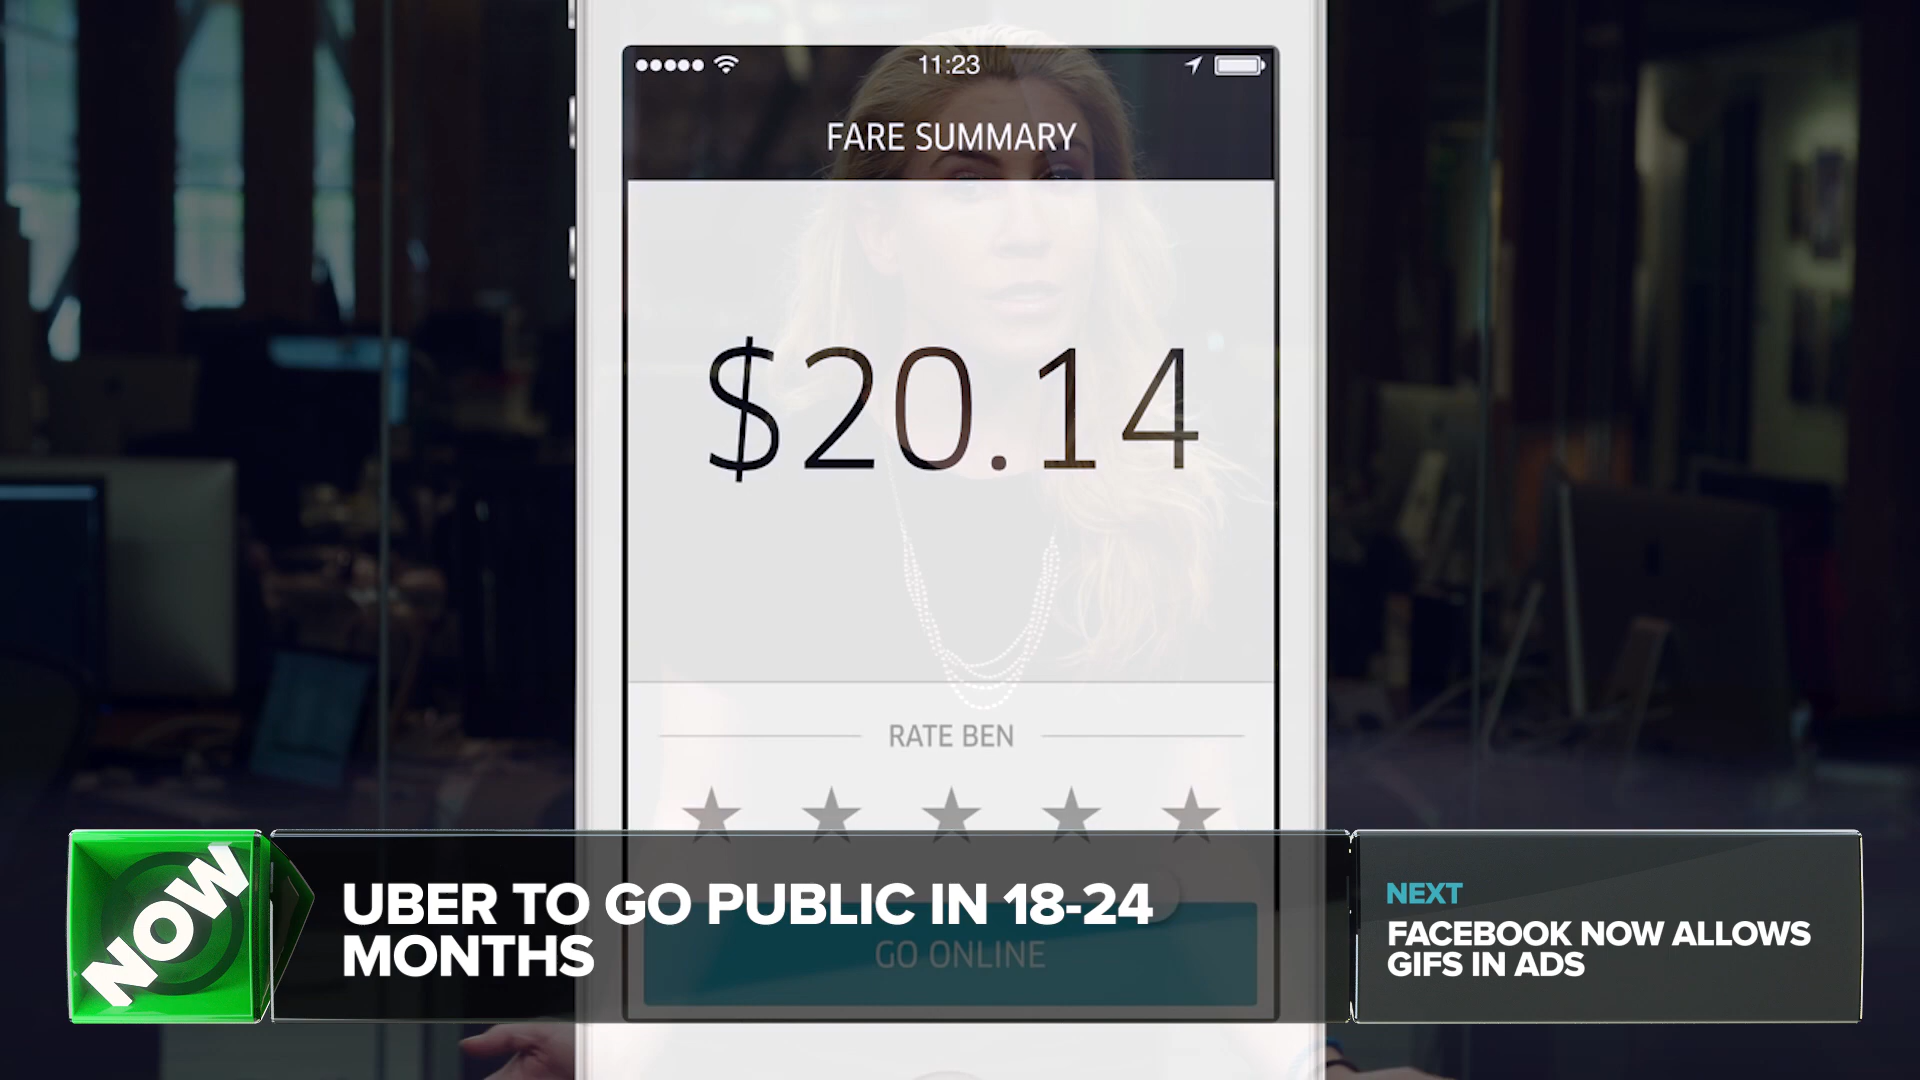 11:23
FARE SUMMARY
$20.14
RATE BEN
GO ONLINE
NOW
UBER TO GO PUBLIC IN 18-24
MONTHS
NEXT
FACEBOOK NOW ALLOWS
GIFS IN ADS